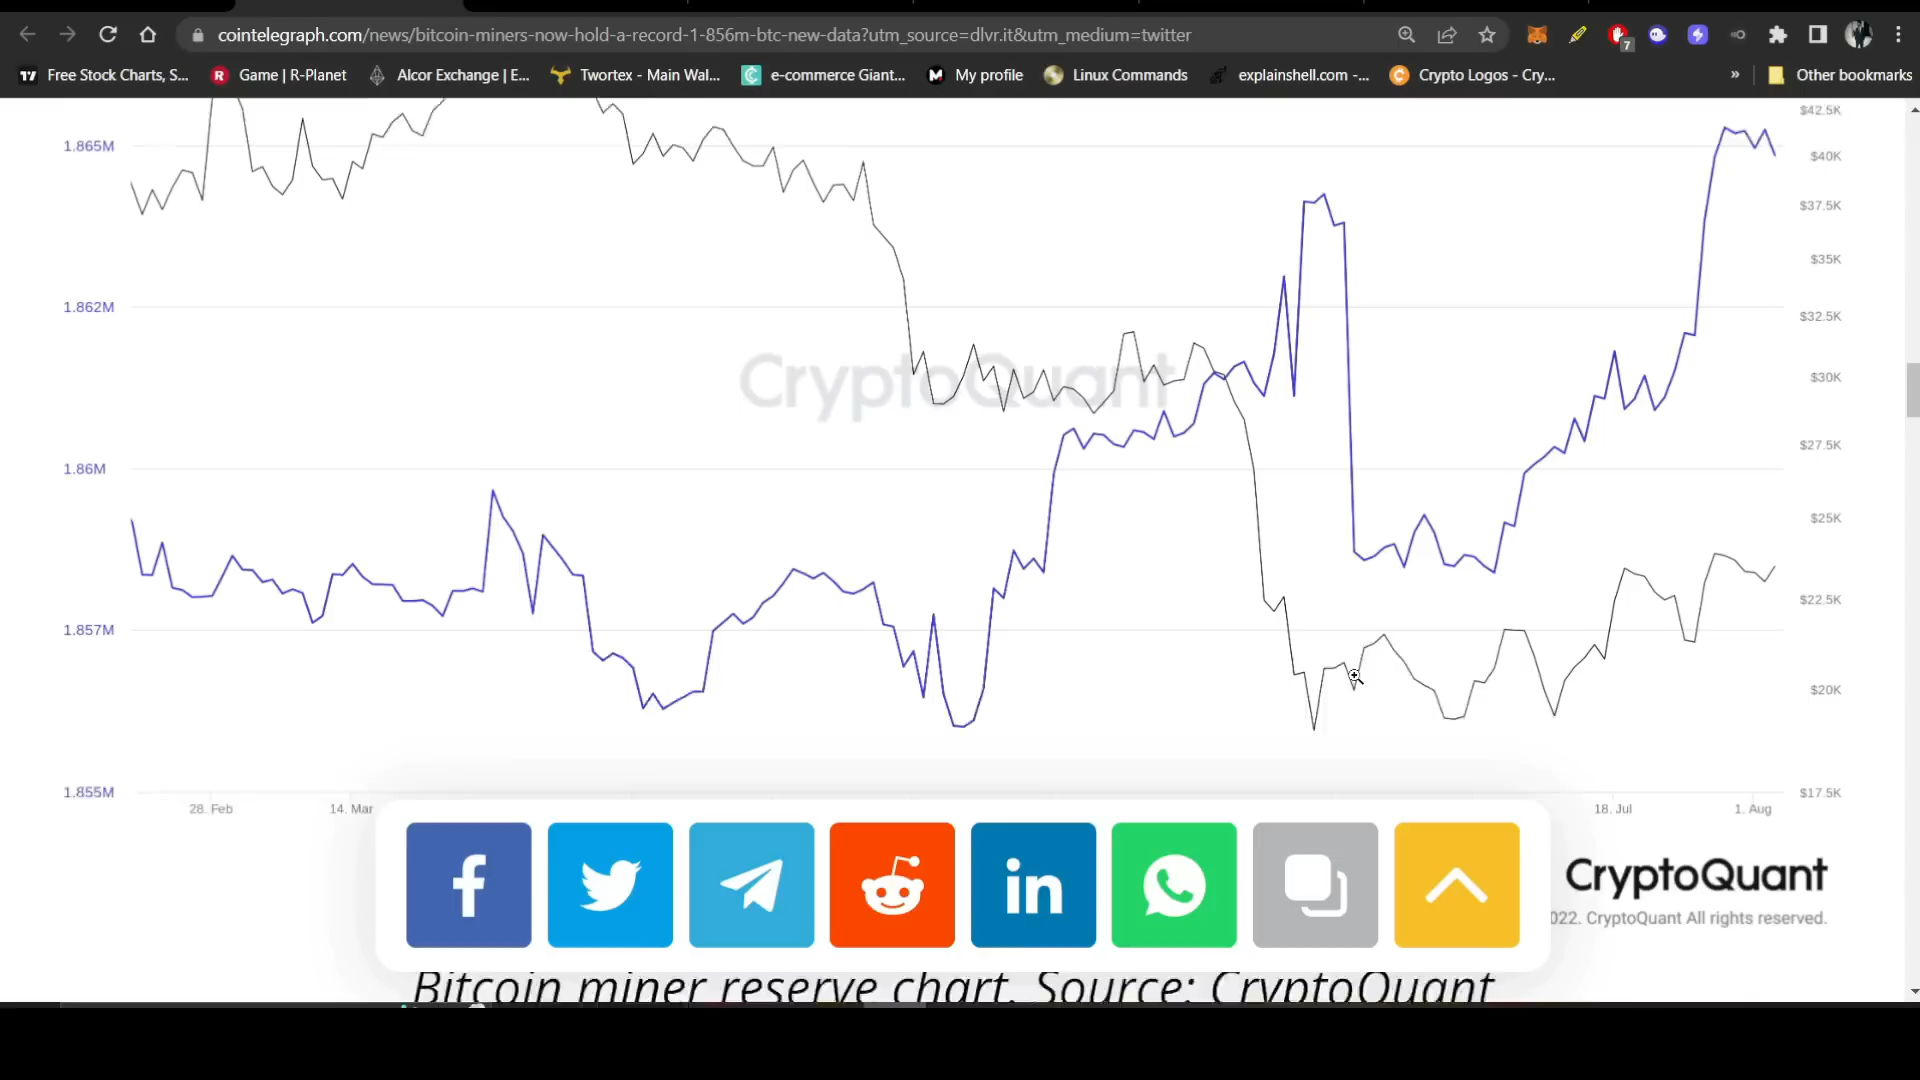 cointelegraph.com/news/bitcoin-miners-now-hold-a-record-1-856m-btc-new-data?utm_source=dlvr.it&utm_medium=twitter
7
Free Stock Charts, S...
Game | R-Planet
Alcor Exchange | E...
Twortex - Main Wal...
e-commerce Giant...
My profile
Linux Commands
explainshell.com -...
Crypto Logos - Cry...
»
Other bookmarks
$42.5K
1.865M
$40K
$37.5K
$35K
1.862M
$32.5K
CryptoQuant
$30K
$27.5K
1.86M
$25K
$22.5K
1.857M
$20K
1.855M
$17.5K
28. Feb
14. Mar
18. Jul
1. Aug
CryptoQuant
022. CryptoQuant All rights reserved.
Bitcoin miner reserve chart. Source: CryptoQuant